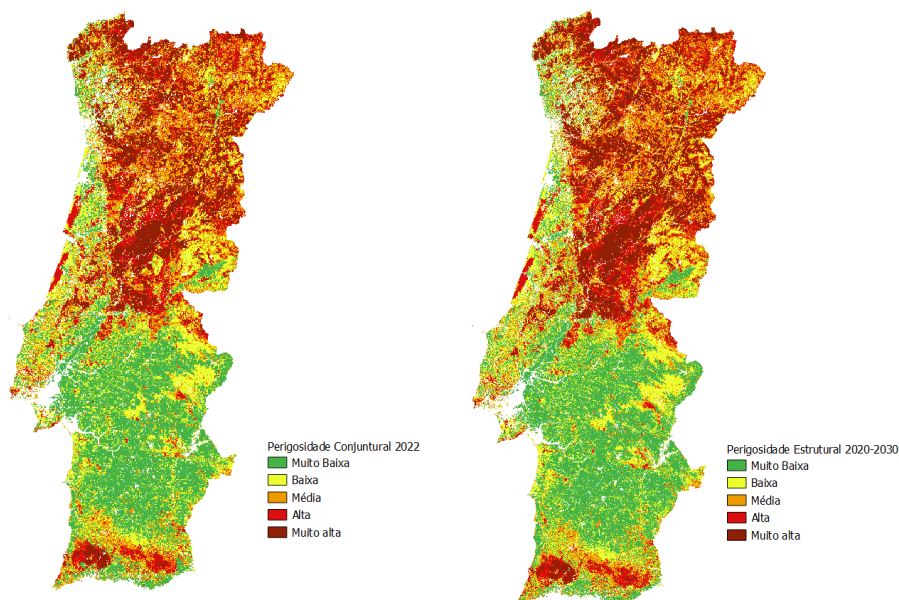 Perigosidade Conjuntural 2022
Muito Baixa
Baixa
Média
Alta
Muito alta
Perigosidade Estrutural 2020-2030
Muito Baixa
Baixa
Média
Alta
Muito alta